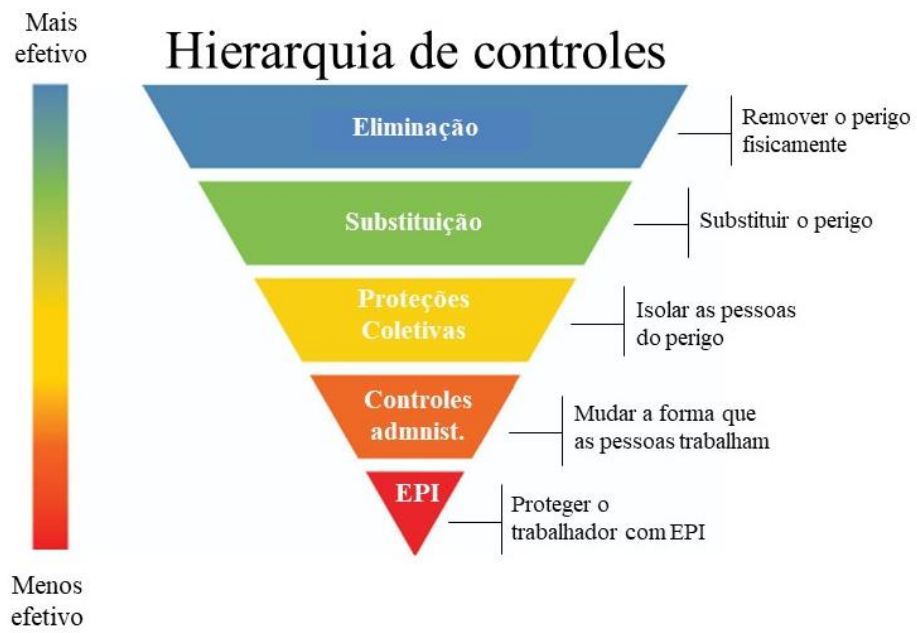 Mais
efetivo
Hierarquia de controles
Eliminação
Remover o perigo
fisicamente
Substituição
Substituir o perigo
Proteções
Coletivas
Isolar as pessoas
do perigo
Controles
admnist.
Mudar a forma que
as pessoas trabalham
EPI
Proteger o
trabalhador com EPI
Menos
efetivo